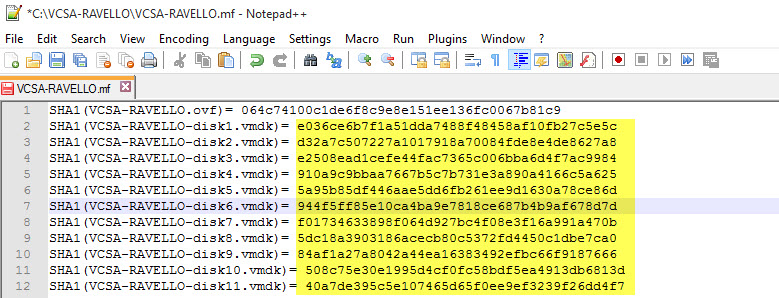 *C:\VCSA-RAVELLO\VCSA-RAVELLO.mf - Notepad++
File Edit Search View Encoding Language Settings Macro Run Plugins Window ?
VCSA-RAVELLO.mf
1 SHA1(VCSA-RAVELLO.ovf)= 064c74100c1de6f8c9e8e151ee136fc0067b81c9
2 SHA1(VCSA-RAVELLO-disk1.vmdk)= e036ce6b7f1a51dda7488f48458af10fb27c5e5c
3 SHA1(VCSA-RAVELLO-disk2.vmdk)= d32a7c507227a1017918a70084fde8e4de8627a8
4 SHA1(VCSA-RAVELLO-disk3.vmdk)= e2508ead1cefe44fac7365c006bba6d4f7ac9984
5 SHA1(VCSA-RAVELLO-disk4.vmdk)= 910a9c9bbaa7667b5c7b731e3a890a4166c5a625
6 SHA1(VCSA-RAVELLO-disk5.vmdk)= 5a95b85df446aae5dd6fb261ee9d1630a78ce86d
7 SHA1(VCSA-RAVELLO-disk6.vmdk)= 944f5ff85e10ca4ba9e7818ce687b4b9af678d7d
8 SHA1(VCSA-RAVELLO-disk7.vmdk)= f01734633898f064d927bc4f08e3f16a991a470b
9 SHA1(VCSA-RAVELLO-disk8.vmdk)= 5dc18a3903186acecb80c5372fd4450c1dbe7ca0
10 SHA1(VCSA-RAVELLO-disk9.vmdk)= 84af1a27a8042a44ea16383492efbc66f9187666
11 SHA1(VCSA-RAVELLO-disk10.vmdk)= 508c75e30e1995d4cf0fc58bdf5ea4913db6813d
12 SHA1(VCSA-RAVELLO-disk11.vmdk)= 40a7de395c5e107465d65f0ee9ef3239f26dd4f7